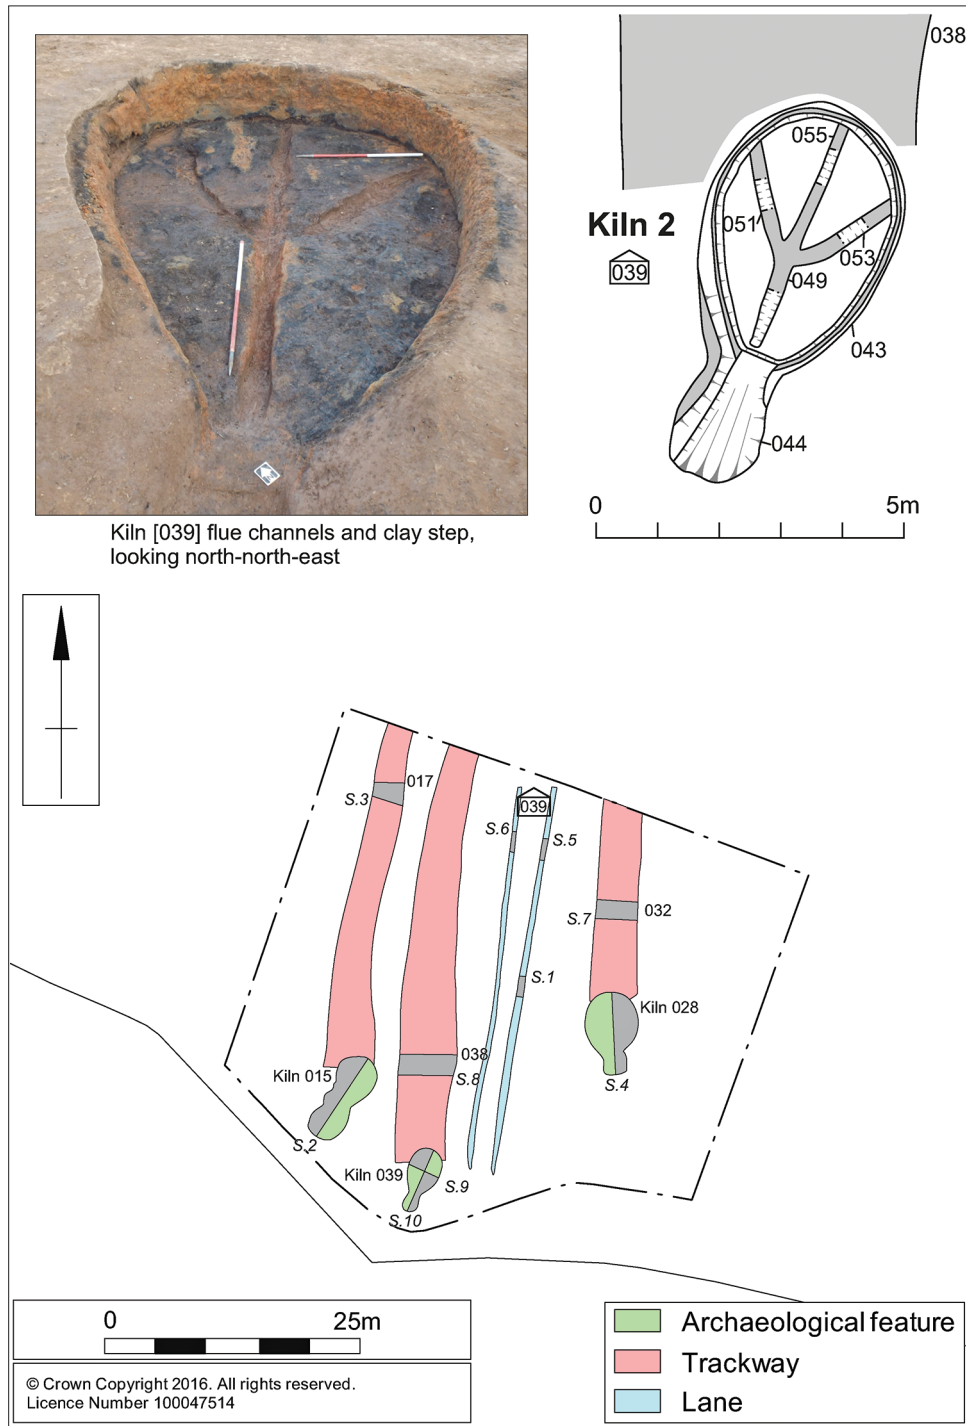 038
055
051
Kiln 2
053
039
049
043
044
0 5m
Kiln [039] flue channels and clay step,
looking north-north-east
017
S.3
039
S.6
S.5
032
S.7
S.1
Kiln 028
038
Kiln 015
S.8
S.4
S.2
Kiln 039
S.9
S.10
0 25m
© Crown Copyright 2016. All rights reserved.
Licence Number 100047514
Archaeological feature
Trackway
Lane